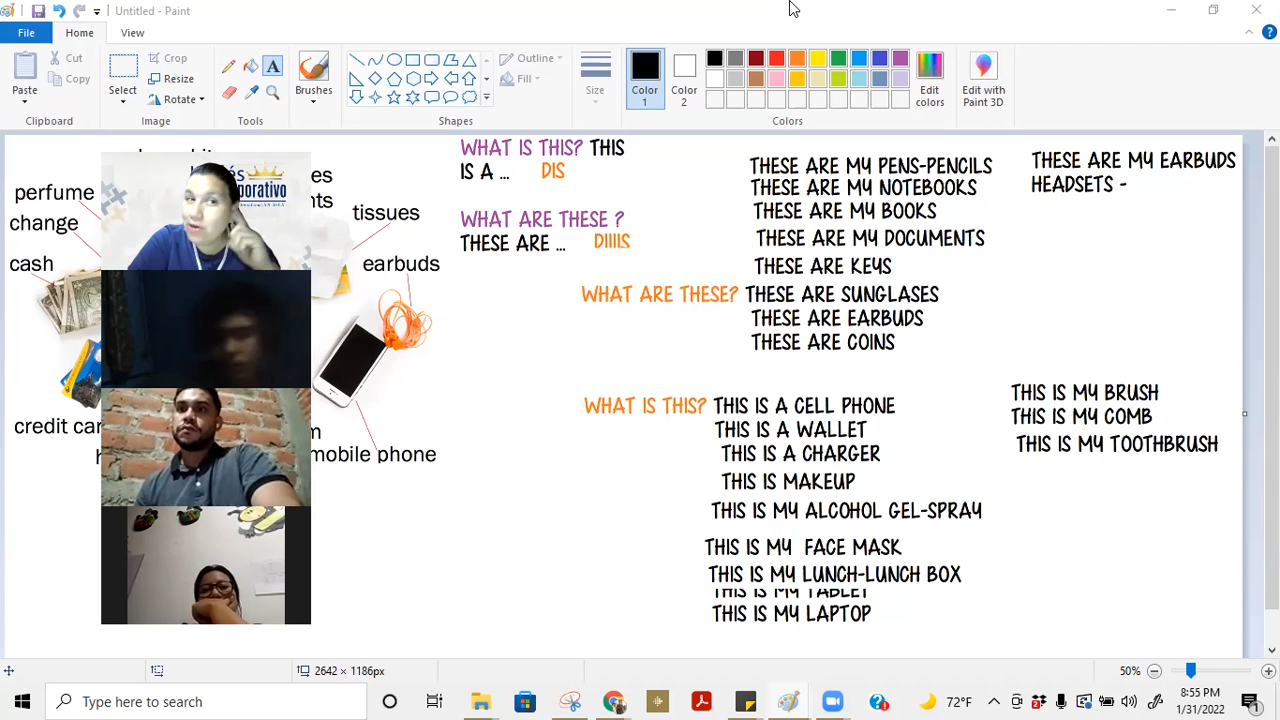 Untitled - Paint
File
Home
View
Paste
Cut
Copy
Clipboard
Select
Crop
Resize
Rotate
Image
A
Tools
Brushes
Outline
Fill
Shapes
Size
Color 1
Color 2
Edit colors
Edit with Paint 3D
Colors
perfume
change
cash
tissues
earbuds
mobile phone
credit car
WHAT IS THIS? THIS
IS A ... DIS
WHAT ARE THESE ?
THESE ARE ... DIIIIS
THESE ARE MY PENS-PENCILS
THESE ARE MY NOTEBOOKS
THESE ARE MY BOOKS
THESE ARE MY DOCUMENTS
THESE ARE KEYS
WHAT ARE THESE? THESE ARE SUNGLASES
THESE ARE EARBUDS
THESE ARE COINS
THESE ARE MY EARBUDS
HEADSETS -
WHAT IS THIS? THIS IS A CELL PHONE
THIS IS A WALLET
THIS IS A CHARGER
THIS IS MAKEUP
THIS IS MY ALCOHOL GEL-SPRAY
THIS IS MY FACE MASK
THIS IS MY LUNCH-LUNCH BOX
THIS IS MY TABLET
THIS IS MY LAPTOP
THIS IS MY BRUSH
THIS IS MY COMB
THIS IS MY TOOTHBRUSH
2642 × 1186px
50%
Type here to search
72°F
8:55 PM
1/31/2022